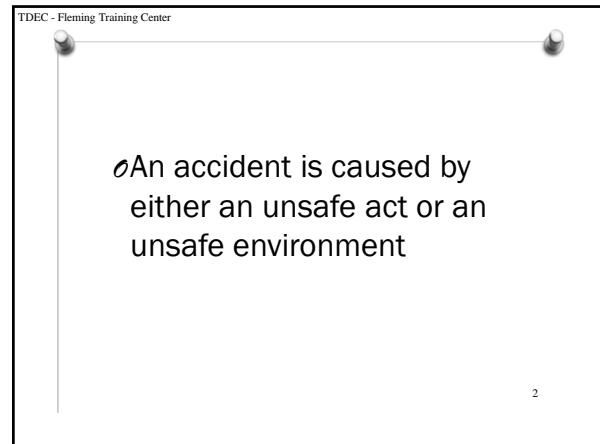 TDEC - Fleming Training Center
An accident is caused by
either an unsafe act or an
unsafe environment
2